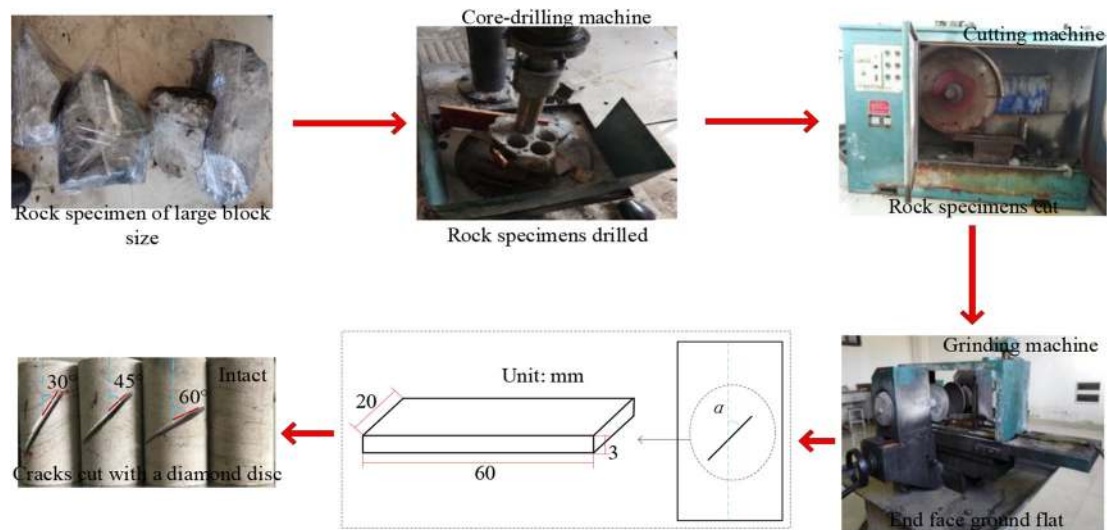 Core-drilling machine
Cutting machine
Rock specimen of large block
size
Rock specimens drilled
Rock specimens cut
30°
45°
60°
Intact
Cracks cut with a diamond disc
Unit: mm
20
60
3
α
Grinding machine
End face ground flat